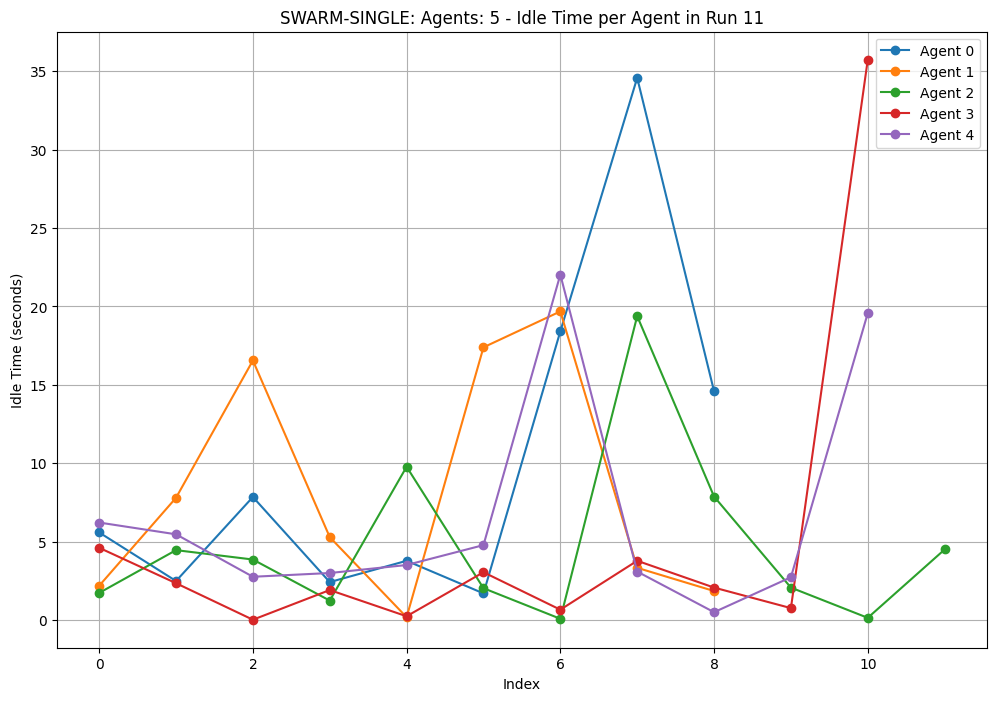 SWARM-SINGLE: Agents: 5 - Idle Time per Agent in Run 11
Agent 0
Agent 1
Agent 2
Agent 3
Agent 4
Idle Time (seconds)
35
30
25
20
15
10
5
0
0 2 4 6 8 10
Index